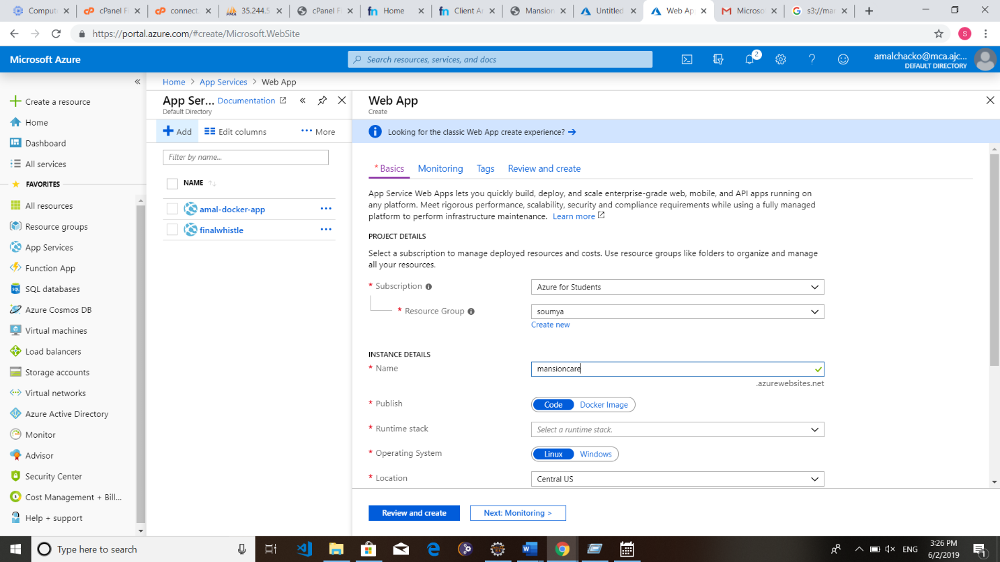 Compute
cPanel F
connect
35.244.5
cPanel F
Home
Client Ar
Mansion
Untitled
Web Ap
Microso
s3://mar
https://portal.azure.com/#create/Microsoft.WebSite
S
Microsoft Azure
Search resources, services, and docs
2
amalchacko@mca.ajc...
DEFAULT DIRECTORY
Create a resource
Home
Dashboard
All services
FAVORITES
All resources
Resource groups
App Services
Function App
SQL databases
Azure Cosmos DB
Virtual machines
Load balancers
Storage accounts
Virtual networks
Azure Active Directory
Monitor
Advisor
Security Center
Cost Management + Bill...
Help + support
Home > App Services > Web App
App Ser... Documentation
Default Directory
Add Edit columns More
Filter by name...
NAME
amal-docker-app
finalwhistle
Web App
Create
Looking for the classic Web App create experience?
* Basics Monitoring Tags Review and create
App Service Web Apps lets you quickly build, deploy, and scale enterprise-grade web, mobile, and API apps running on
any platform. Meet rigorous performance, scalability, security and compliance requirements while using a fully managed
platform to perform infrastructure maintenance. Learn more
PROJECT DETAILS
Select a subscription to manage deployed resources and costs. Use resource groups like folders to organize and manage
all your resources.
* Subscription Azure for Students
* Resource Group soumya
Create new
INSTANCE DETAILS
* Name mansioncare
.azurewebsites.net
* Publish Code Docker Image
* Runtime stack Select a runtime stack.
* Operating System Linux Windows
* Location Central US
Review and create Next: Monitoring >
Type here to search
ENG
3:26 PM
6/2/2019
1